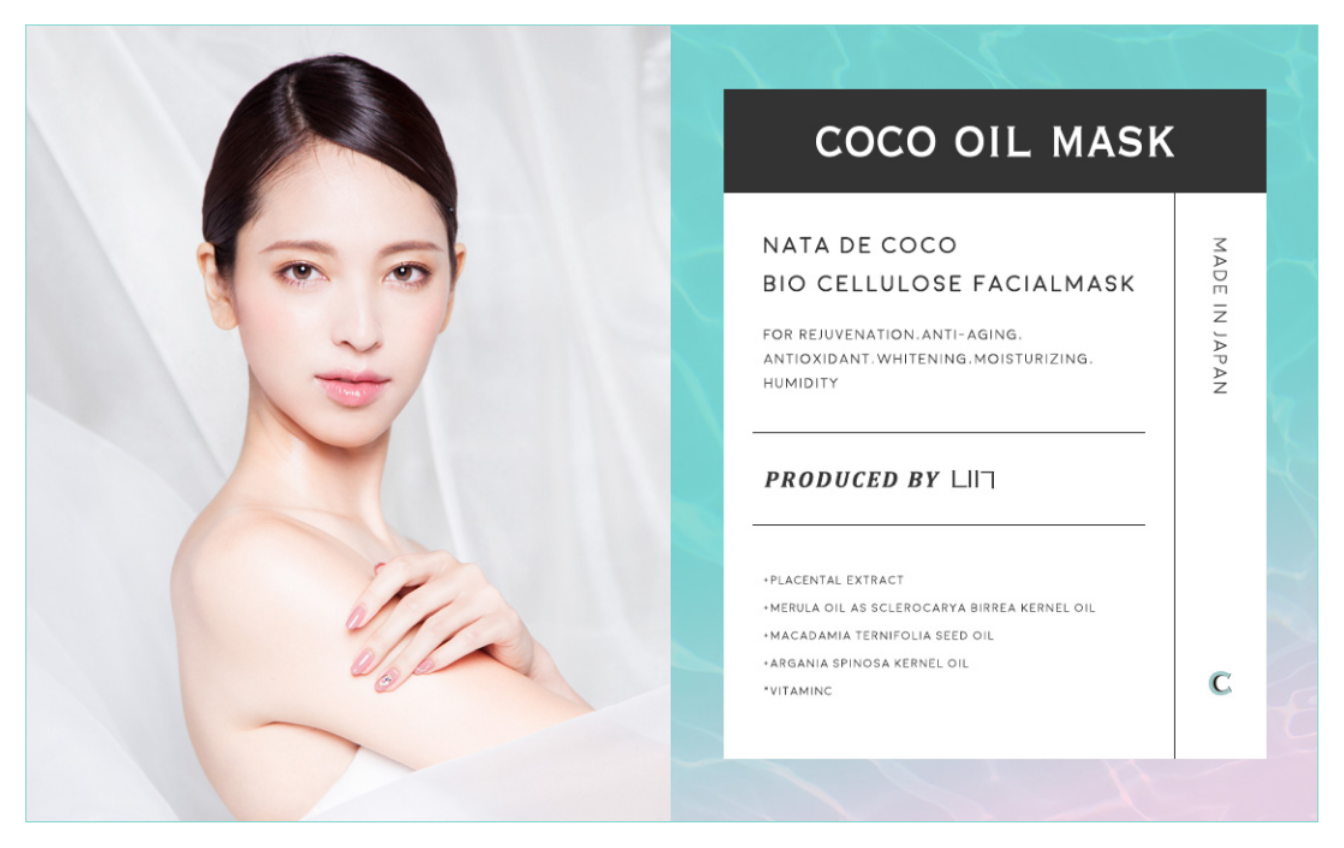 COCO OIL MASK
NATA DE COCO
BIO CELLULOSE FACIALMASK
FOR REJUVENATION.ANTI-AGING.
ANTIOXIDANT.WHITENING.MOISTURIZING.
HUMIDITY
PRODUCED BY
+PLACENTAL EXTRACT
+MERULA OIL AS SCLEROCARYA BIRREA KERNEL OIL
+MACADAMIA TERNIFOLIA SEED OIL
+ARGANIA SPINOSA KERNEL OIL
*VITAMINC
MADE IN JAPAN
C